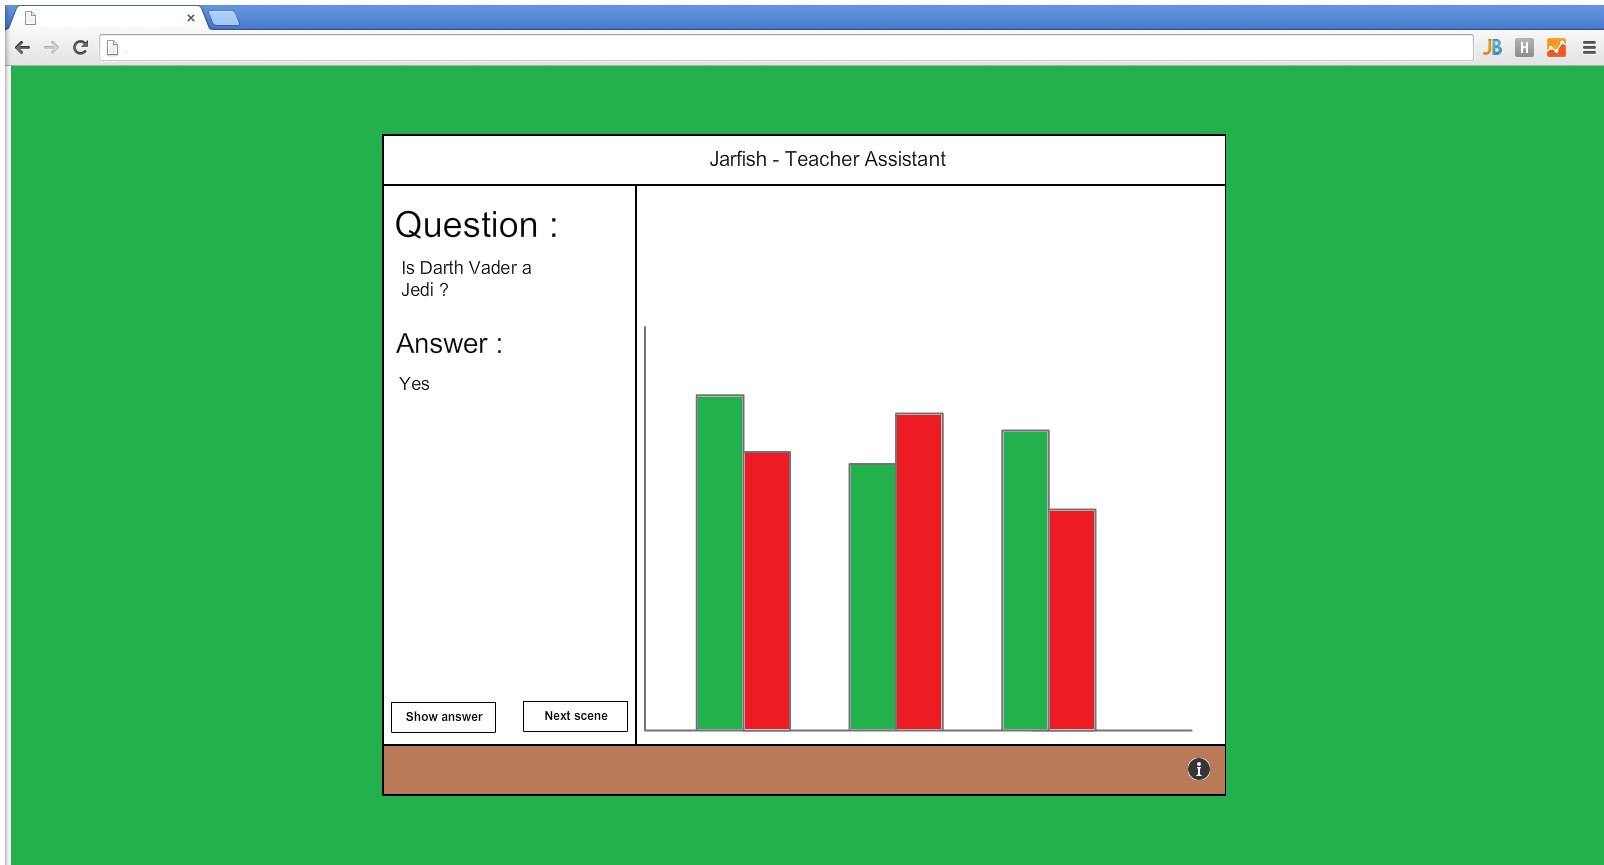 JB H
Jarfish - Teacher Assistant
Question :
Is Darth Vader a
Jedi ?
Answer :
Yes
Show answer
Next scene